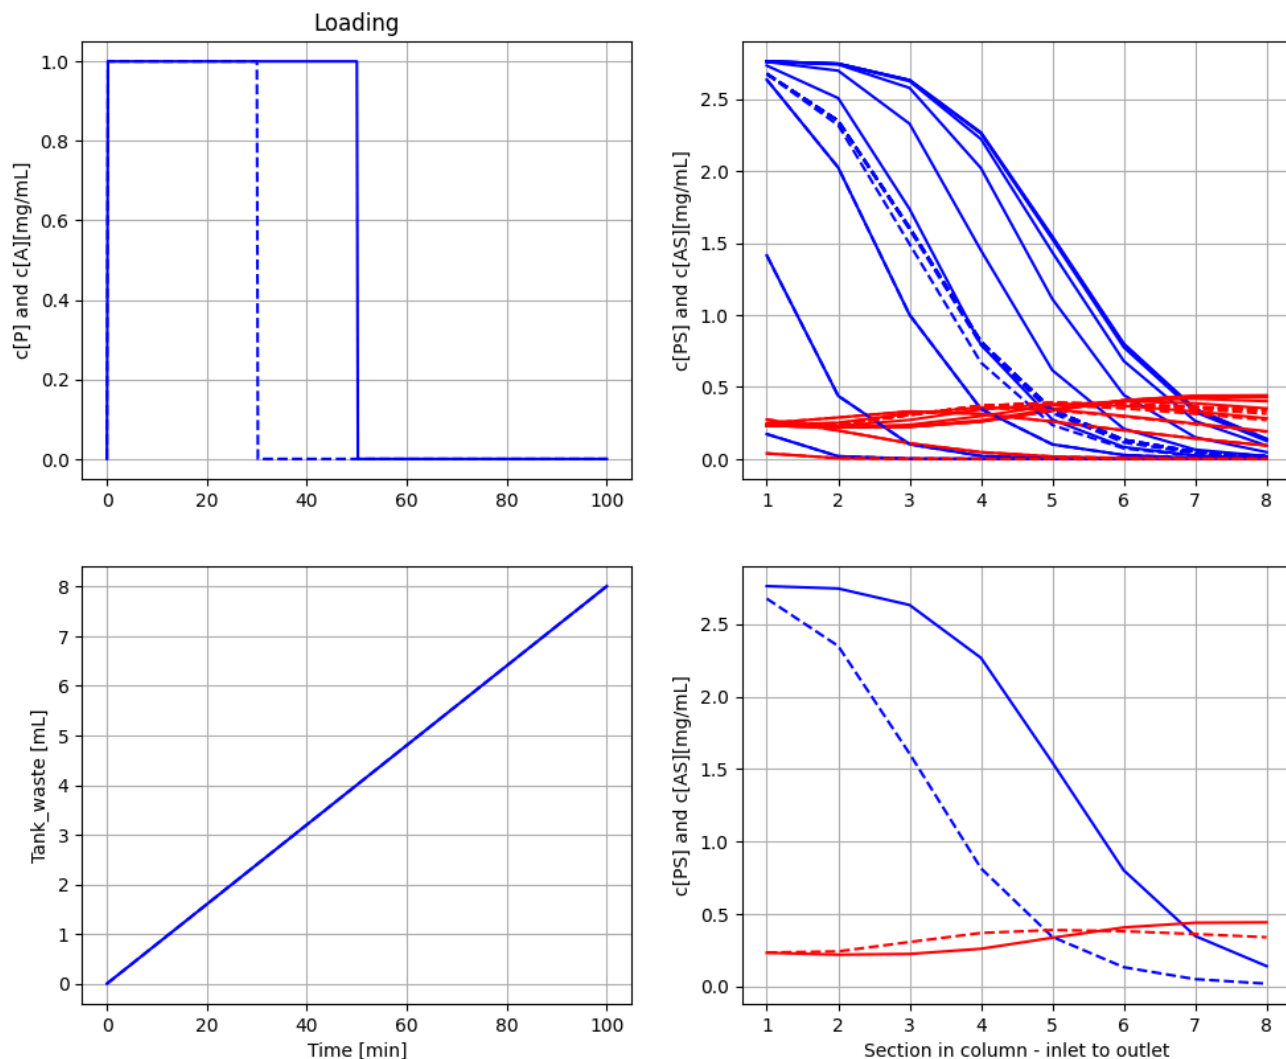 Loading
c[P] and c[A][mg/mL]
1.0
0.8
0.6
0.4
0.2
0.0
0 20 40 60 80 100
c[PS] and c[AS][mg/mL]
2.5
2.0
1.5
1.0
0.5
0.0
1 2 3 4 5 6 7 8
Tank_waste [mL]
8
7
6
5
4
3
2
1
0
0 20 40 60 80 100
Time [min]
c[PS] and c[AS][mg/mL]
2.5
2.0
1.5
1.0
0.5
0.0
1 2 3 4 5 6 7 8
Section in column - inlet to outlet